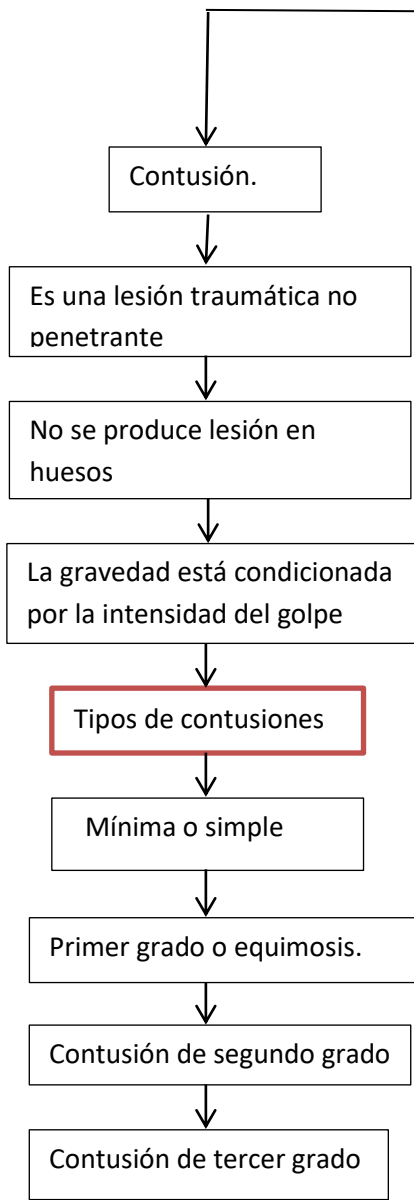 Contusión.
Es una lesión traumática no
penetrante
No se produce lesión en
huesos
La gravedad está condicionada
por la intensidad del golpe
Tipos de contusiones
Mínima o simple
Primer grado o equimosis.
Contusión de segundo grado
Contusión de tercer grado